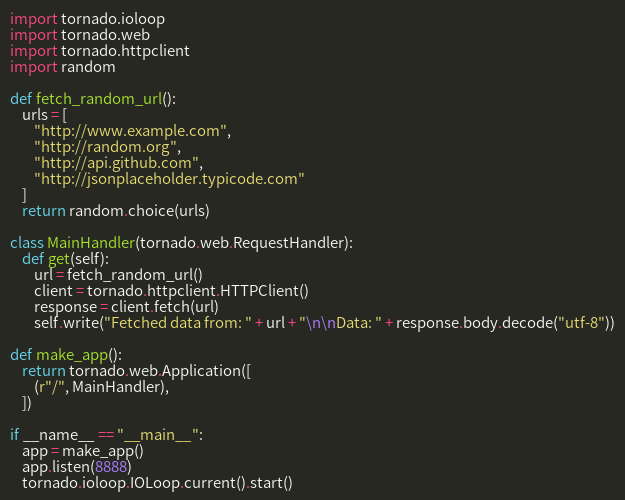 import tornado.ioloop
import tornado.web
import tornado.httpclient
import random

def fetch_random_url():
    urls = [
        "http://www.example.com",
        "http://random.org",
        "http://api.github.com",
        "http://jsonplaceholder.typicode.com"
    ]
    return random.choice(urls)

class MainHandler(tornado.web.RequestHandler):
    def get(self):
        url = fetch_random_url()
        client = tornado.httpclient.HTTPClient()
        response = client.fetch(url)
        self.write("Fetched data from: " + url + "\n\nData: " + response.body.decode("utf-8"))

def make_app():
    return tornado.web.Application([
        (r"/", MainHandler),
    ])

if __name__ == "__main__":
    app = make_app()
    app.listen(8888)
    tornado.ioloop.IOLoop.current().start()